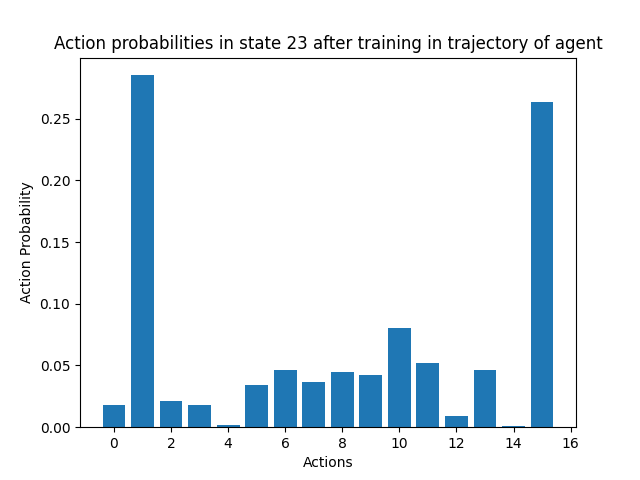 Action probabilities in state 23 after training in trajectory of agent
0.25
0.20
0.15
0.10
0.05
0.00
Action Probability
0 2 4 6 8 10 12 14 16
Actions